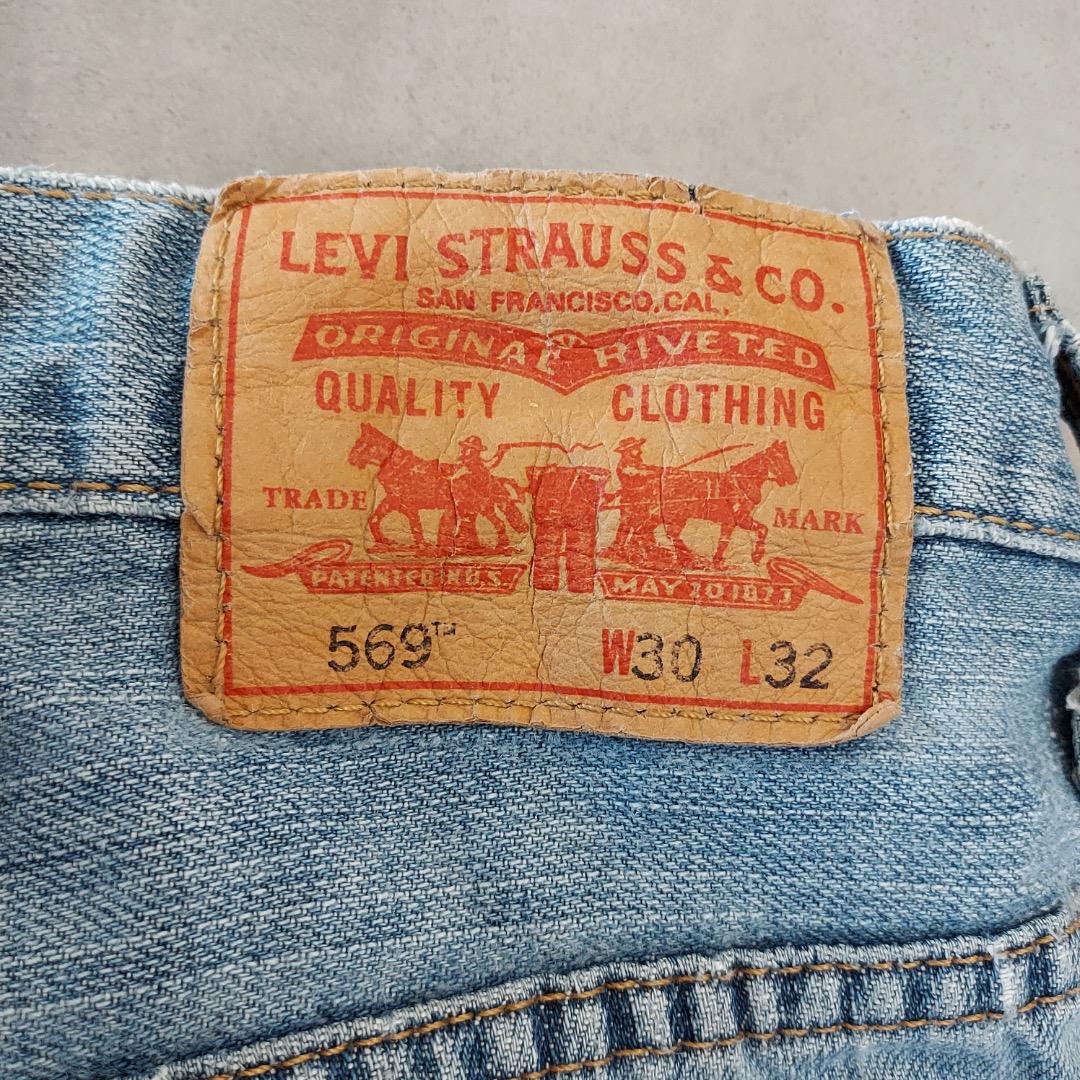 LEVI STRAUSS & CO.
SAN FRANCISCO, CAL.
ORIGINAL RIVETED
QUALITY CLOTHING
TRADE MARK
PATENTED IN U.S. MAY 20 1873
569™ W30 L32